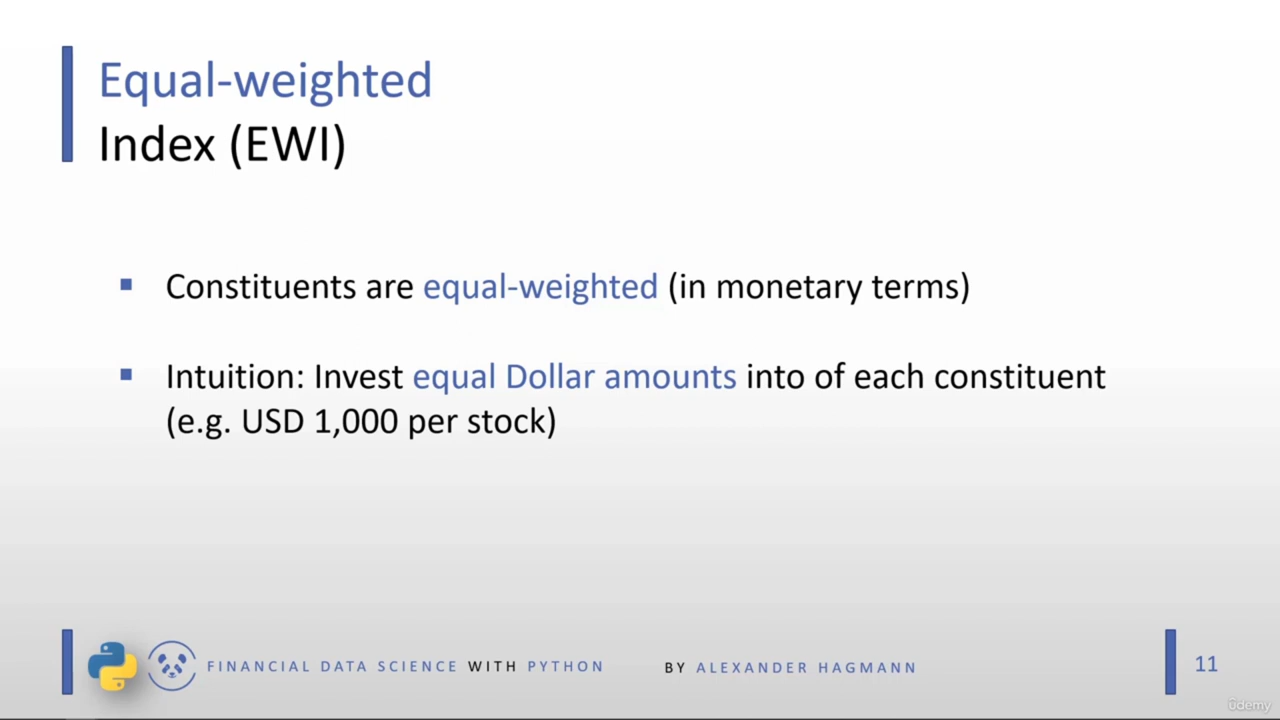 Equal-weighted
Index (EWI)
Constituents are equal-weighted (in monetary terms)
Intuition: Invest equal Dollar amounts into of each constituent
(e.g. USD 1,000 per stock)
FINANCIAL DATA SCIENCE WITH PYTHON BY ALEXANDER HAGMANN 11
ûdemy